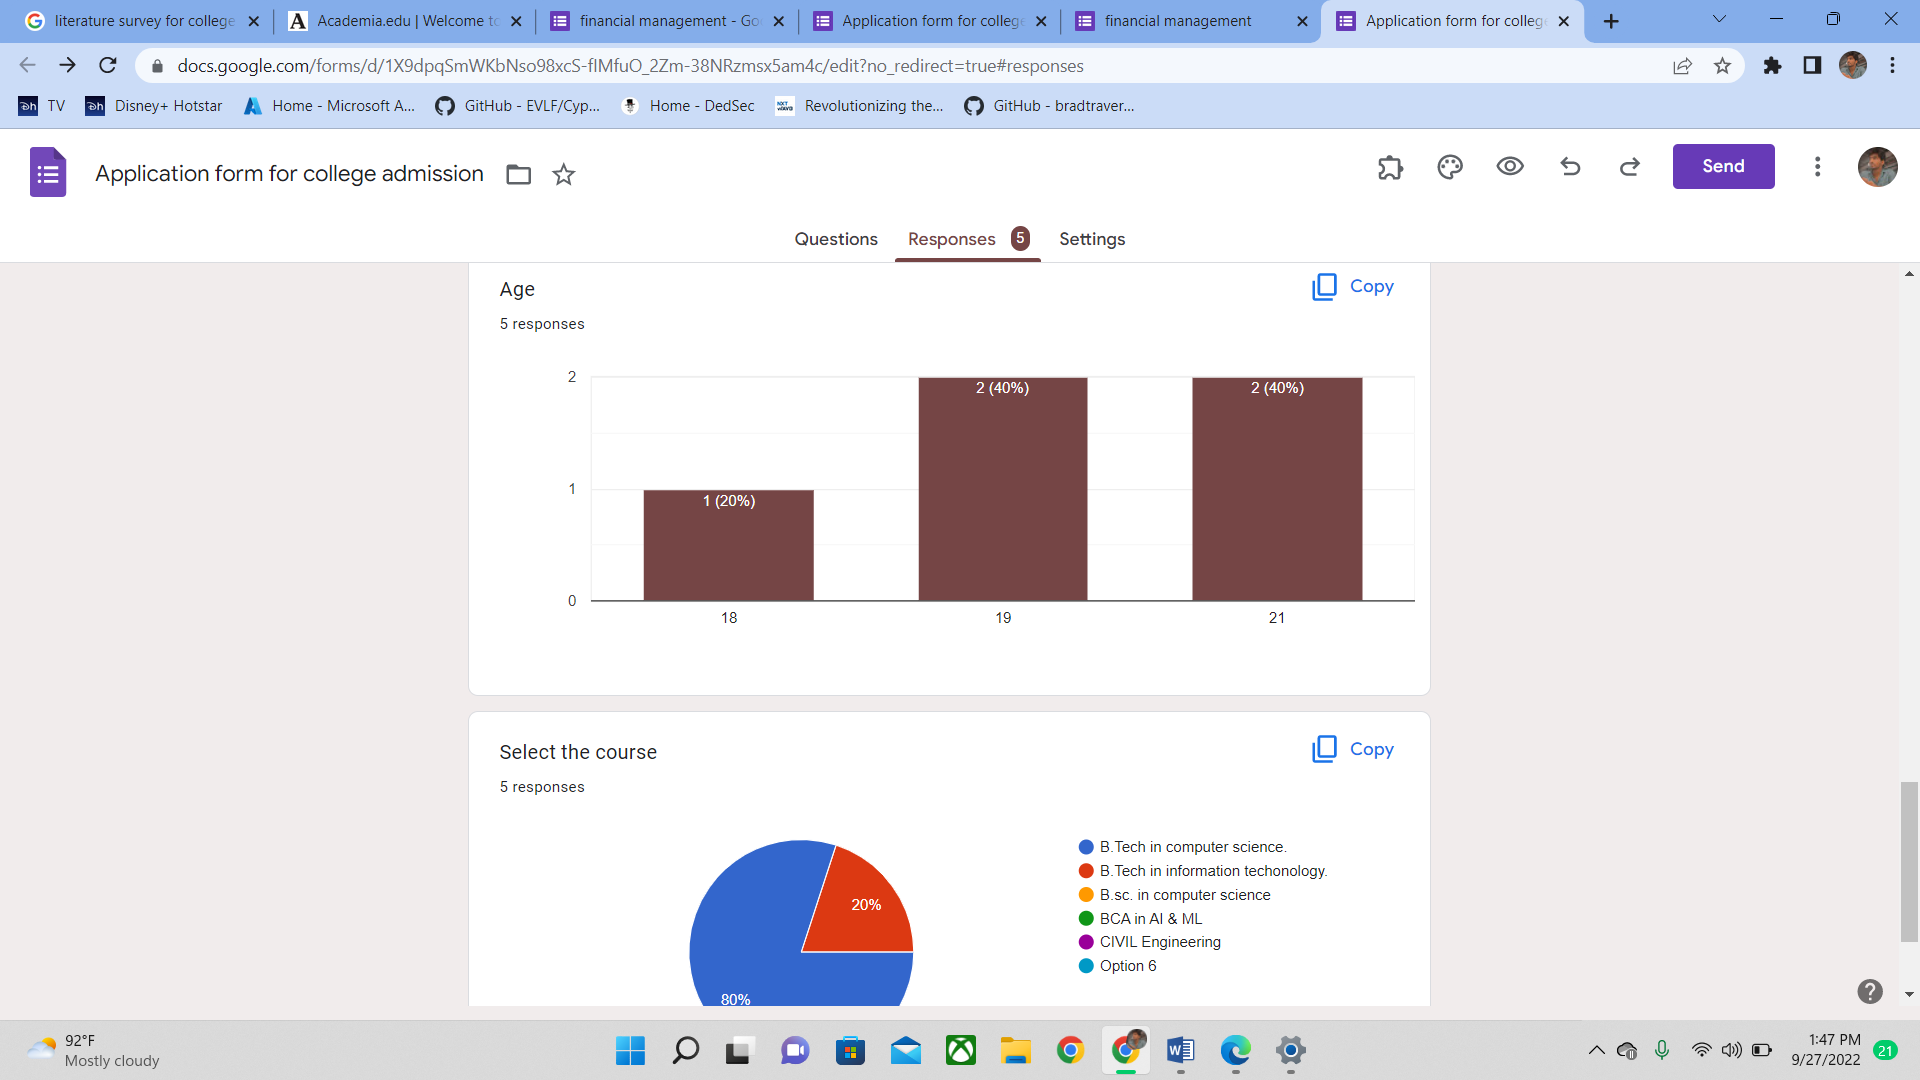 literature survey for college
Academia.edu | Welcome to
financial management - Go
Application form for college
financial management
Application form for colleg
docs.google.com/forms/d/1X9dpqSmWKbNso98xcS-fIMfuO_2Zm-38NRzmsx5am4c/edit?no_redirect=true#responses
TV
Disney+ Hotstar
Home - Microsoft A...
GitHub - EVLF/Cyp...
Home - DedSec
Revolutionizing the...
GitHub - bradtraver...
Application form for college admission
Send
Questions
Responses 5
Settings
Age
Copy
5 responses
2
2 (40%)
2 (40%)
1
1 (20%)
0
18
19
21
Select the course
Copy
5 responses
B.Tech in computer science.
B.Tech in information techonology.
20%
B.sc. in computer science
BCA in AI & ML
CIVIL Engineering
Option 6
80%
92°F
Mostly cloudy
1:47 PM
9/27/2022
21